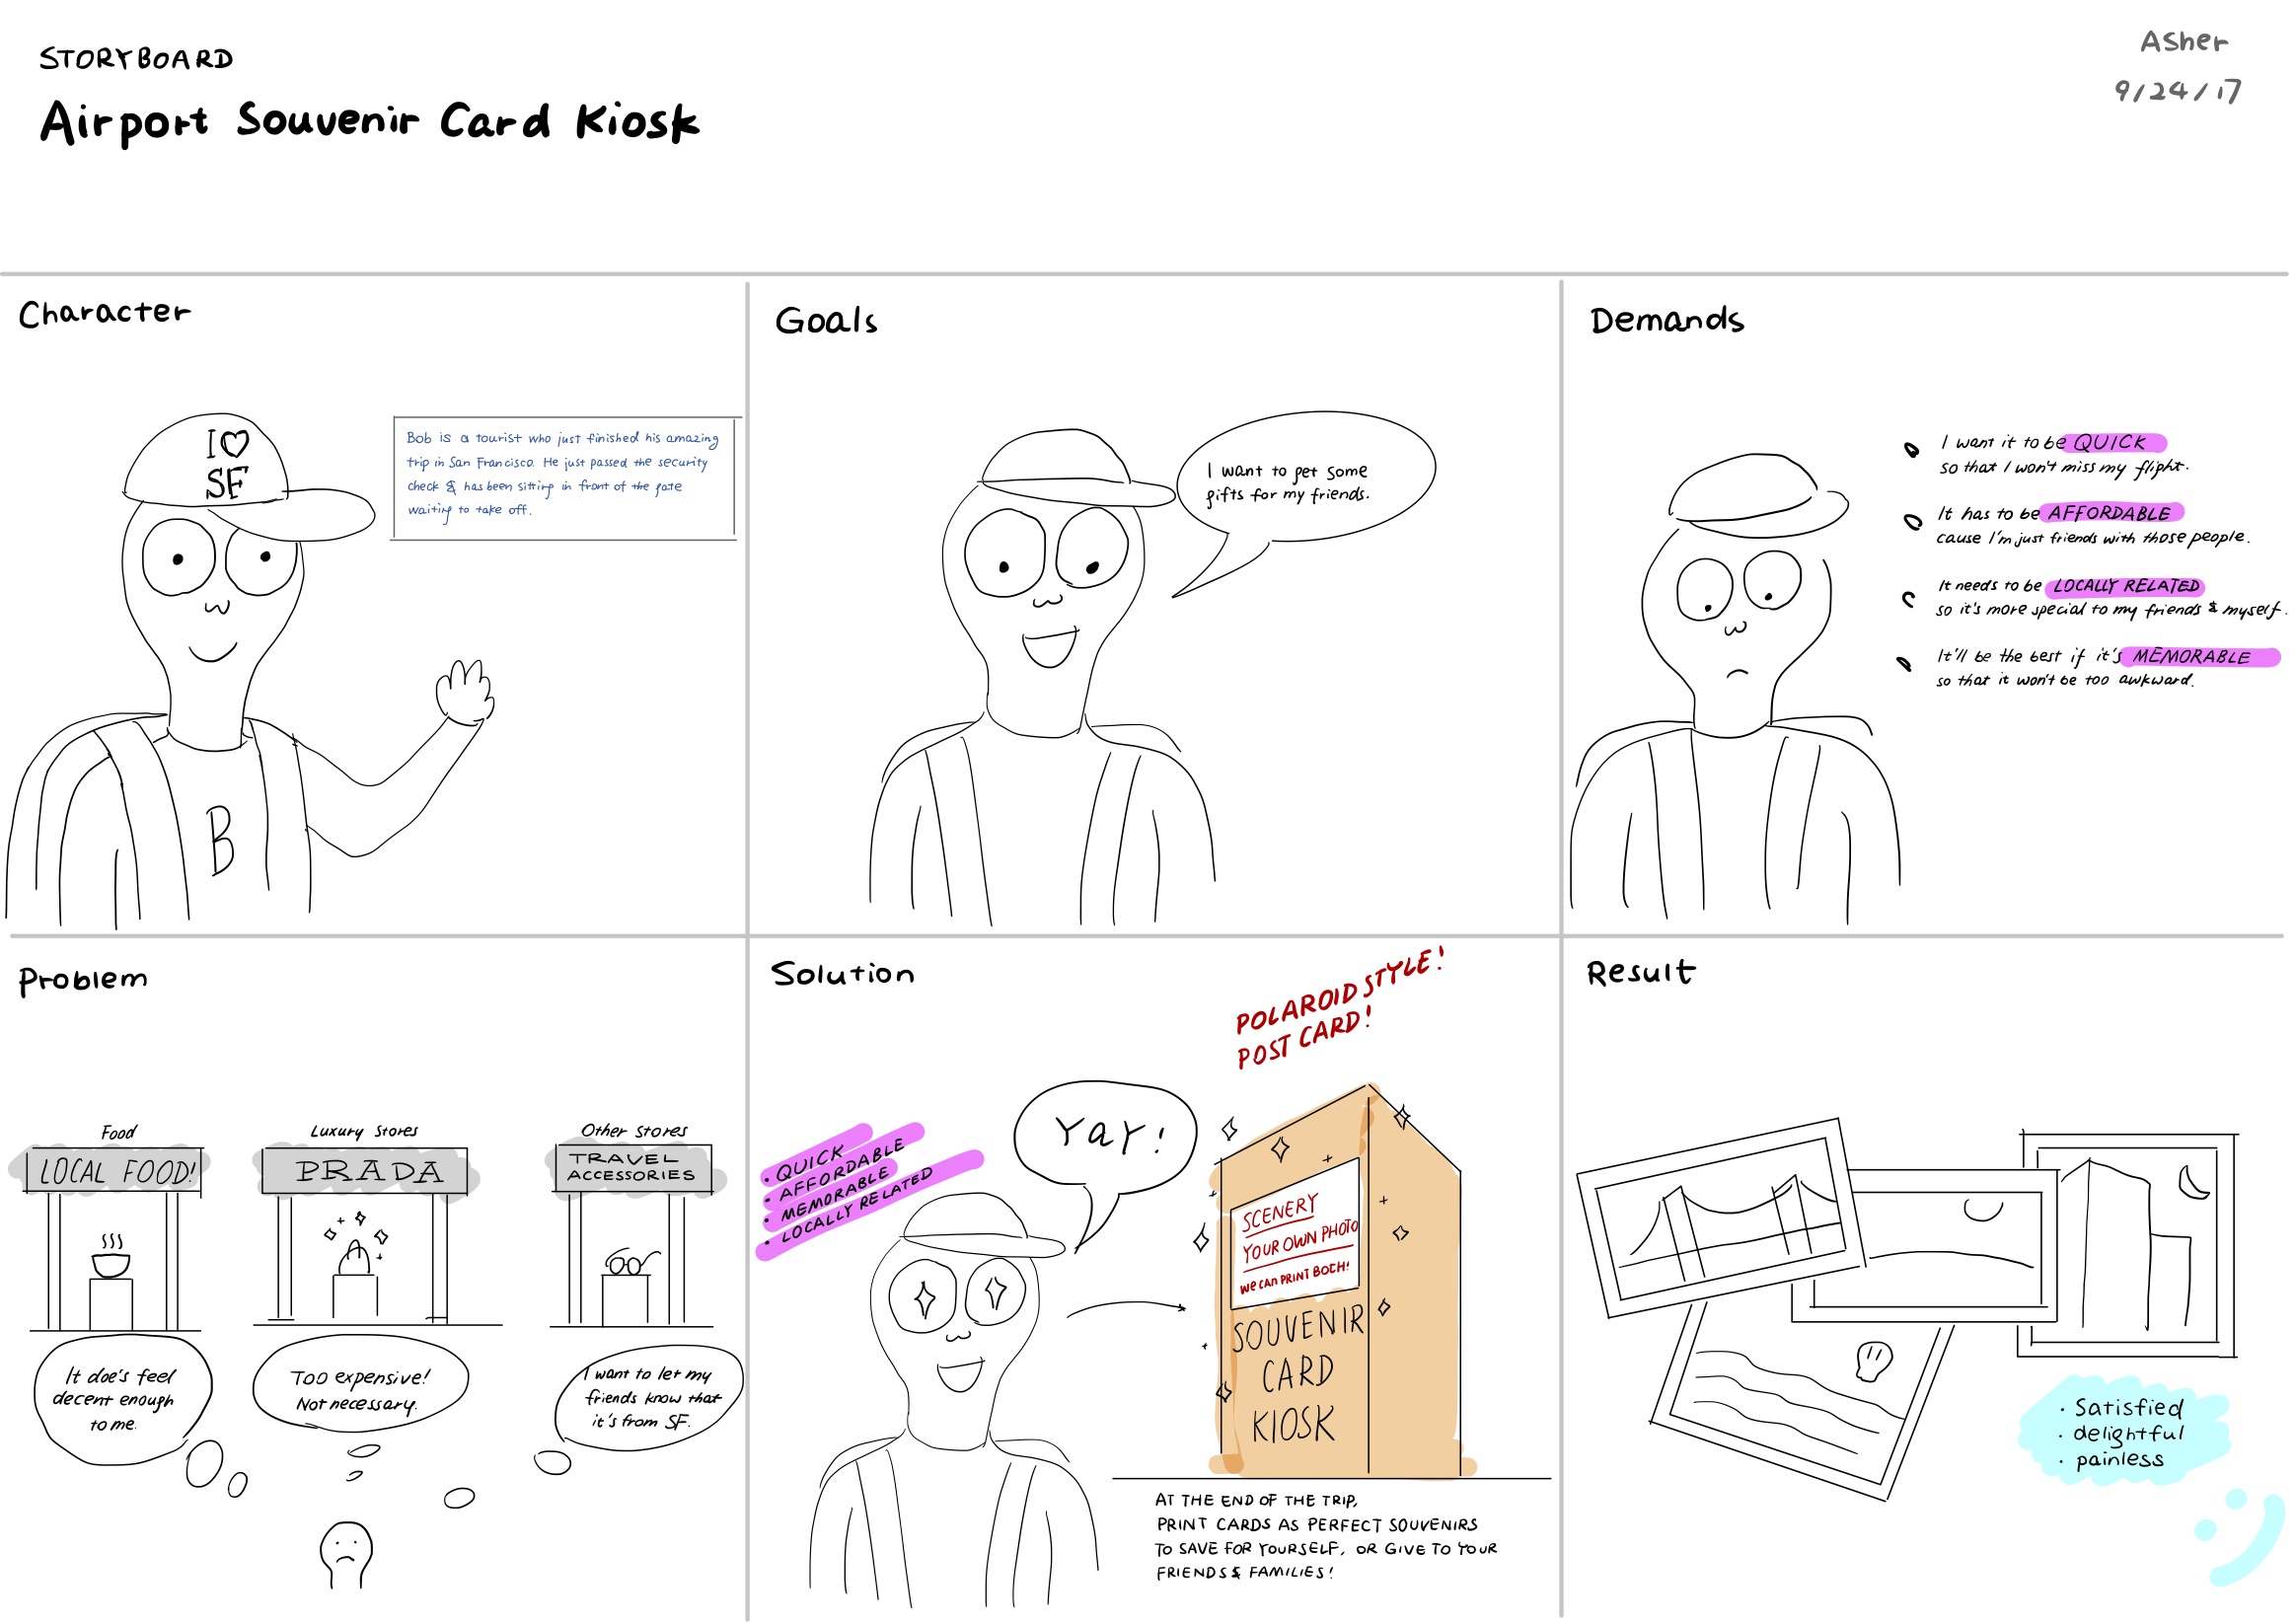 STORYBOARD
Airport Souvenir Card Kiosk
Asher
9/24/17
Character
I ♡
SF
B
Bob is a tourist who just finished his amazing
trip in San Francisco. He just passed the security
check & has been sitting in front of the gate
waiting to take off.
Goals
I want to get some
gifts for my friends.
Demands
I want it to be QUICK
so that I won't miss my flight.
It has to be AFFORDABLE
cause I'm just friends with those people.
It needs to be LOCALLY RELATED
so it's more special to my friends & myself.
It'll be the best if it's MEMORABLE
so that it won't be too awkward.
Problem
Food
LOCAL FOOD!
It doe's feel
decent enough
to me.
Luxury Stores
PRADA
Too expensive!
Not necessary.
Other Stores
TRAVEL
ACCESSORIES
I want to let my
friends know that
it's from SF.
Solution
POLAROID STYLE!
POST CARD!
• QUICK
• AFFORDABLE
• MEMORABLE
• LOCALLY RELATED
Yay!
SCENERY
YOUR OWN PHOTO
We CAN PRINT BOTH!
SOUVENIR
CARD
KIOSK
AT THE END OF THE TRIP,
PRINT CARDS AS PERFECT SOUVENIRS
TO SAVE FOR YOURSELF, OR GIVE TO YOUR
FRIENDS & FAMILIES!
Result
• Satisfied
• delightful
• painless